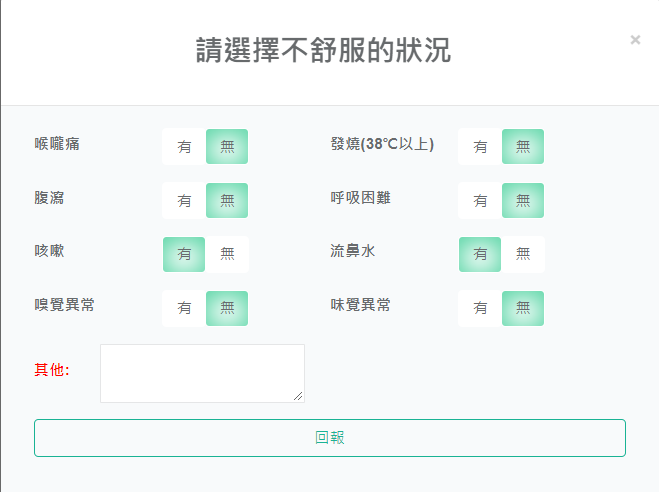 請選擇不舒服的狀況
×
喉嚨痛 有 無 發燒(38℃以上) 有 無
腹瀉 有 無 呼吸困難 有 無
咳嗽 有 無 流鼻水 有 無
嗅覺異常 有 無 味覺異常 有 無
其他:
回報